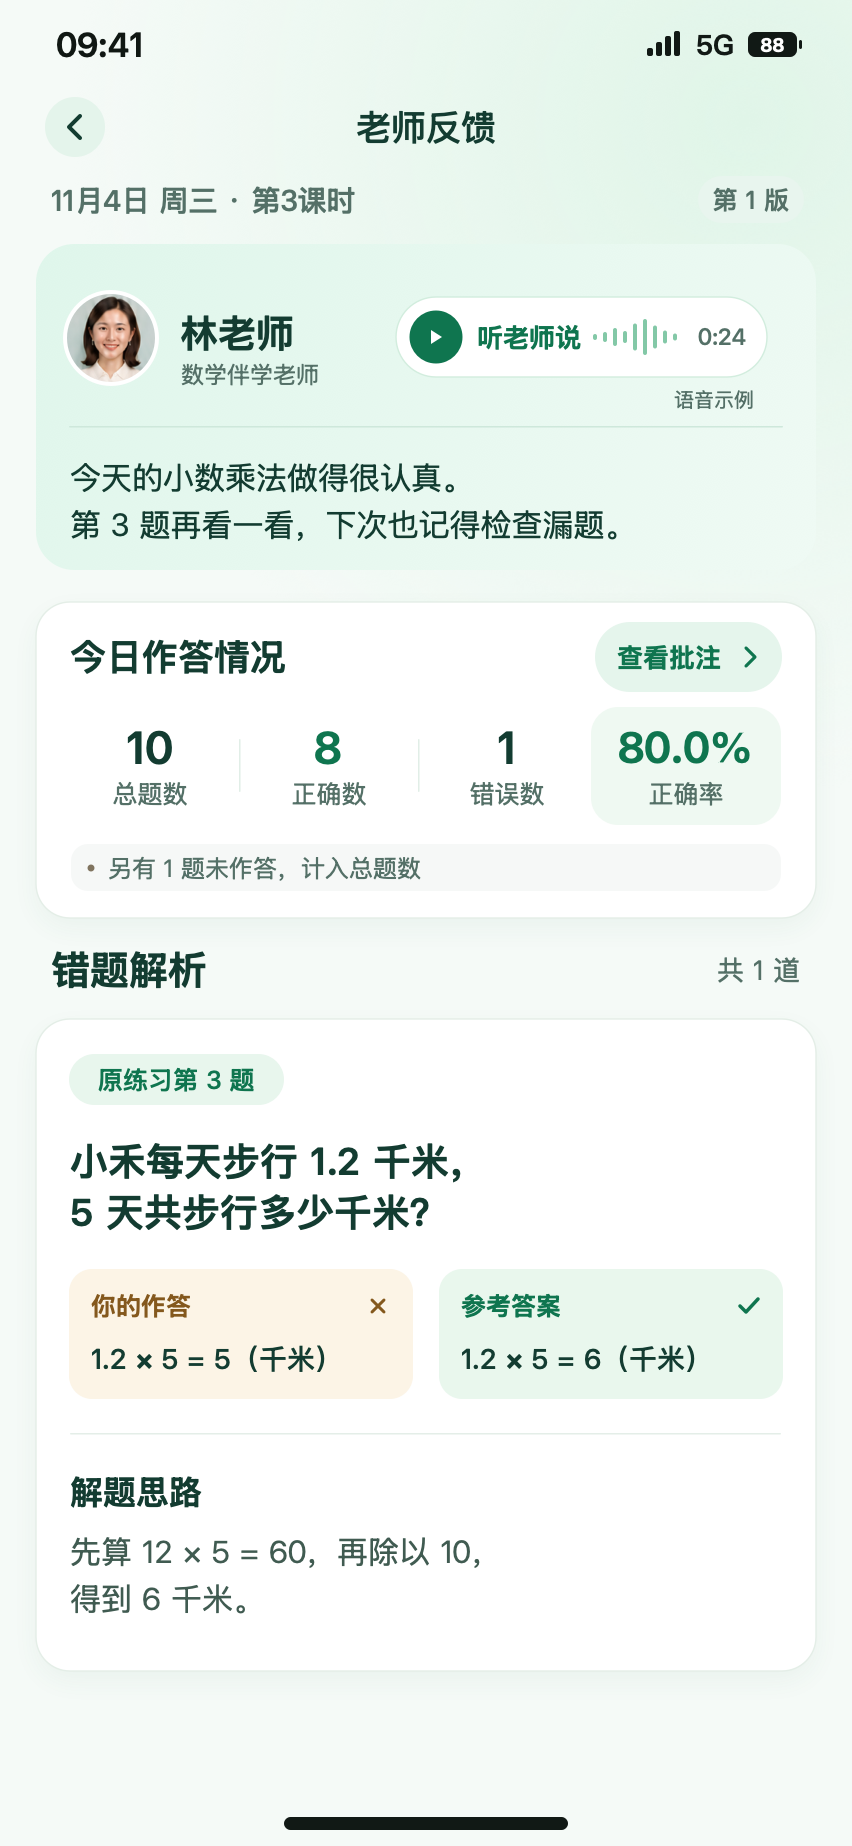 09:41
5G
88
老师反馈
11月4日 周三 · 第3课时
第 1 版
林老师
数学伴学老师
听老师说
0:24
语音示例
今天的小数乘法做得很认真。
第 3 题再看一看，下次也记得检查漏题。
今日作答情况
查看批注
10
总题数
8
正确数
1
错误数
80.0%
正确率
• 另有 1 题未作答，计入总题数
错题解析
共 1 道
原练习第 3 题
小禾每天步行 1.2 千米，
5 天共步行多少千米?
你的作答
1.2 × 5 = 5（千米）
参考答案
1.2 × 5 = 6（千米）
解题思路
先算 12 × 5 = 60，再除以 10，
得到 6 千米。